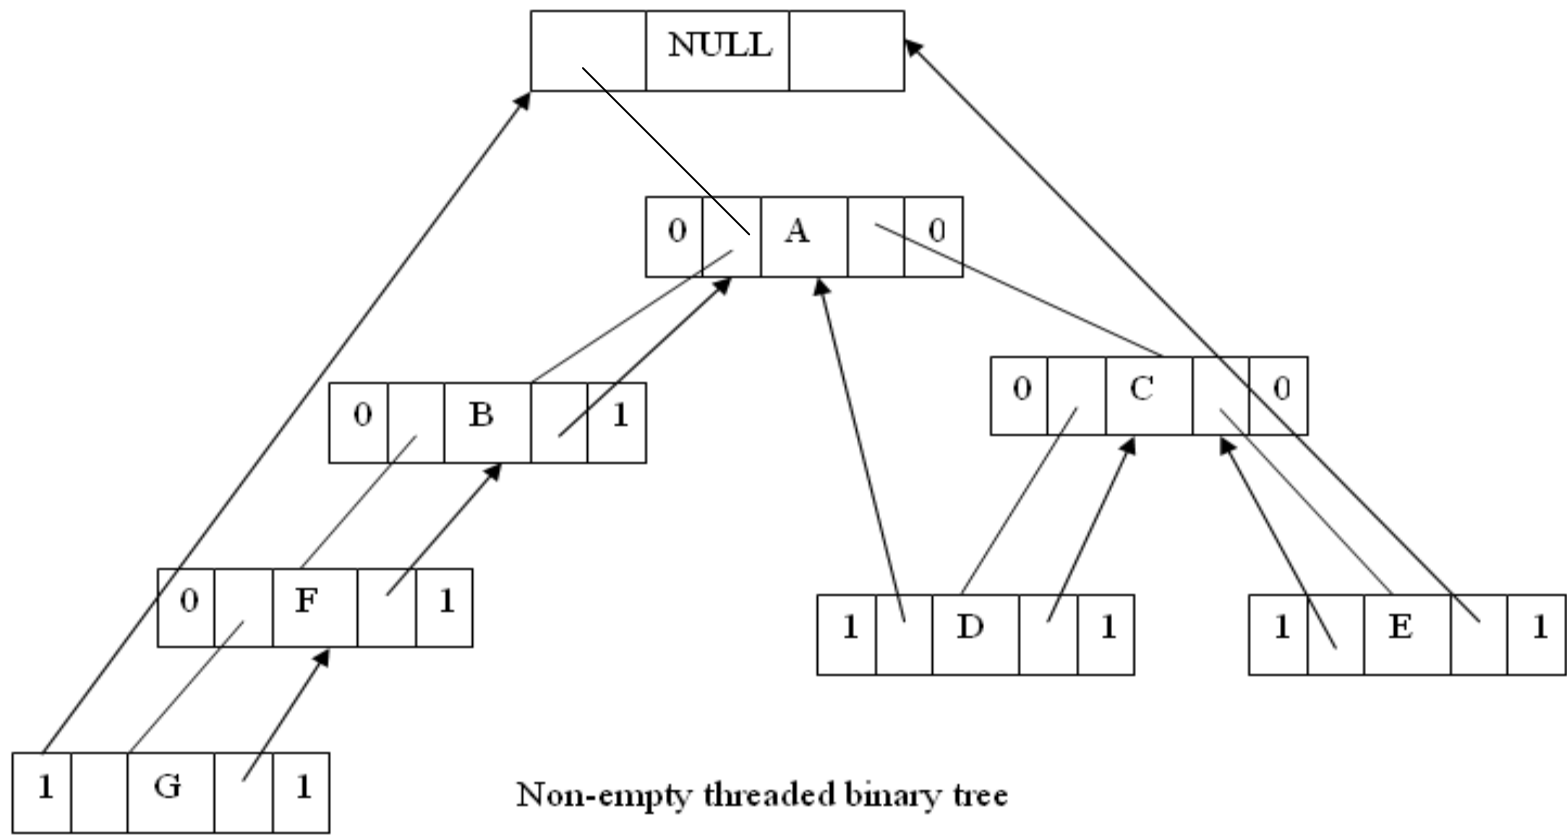 NULL
0 A 0
0 B 1
0 C 0
0 F 1
1 D 1
1 E 1
1 G 1
Non-empty threaded binary tree